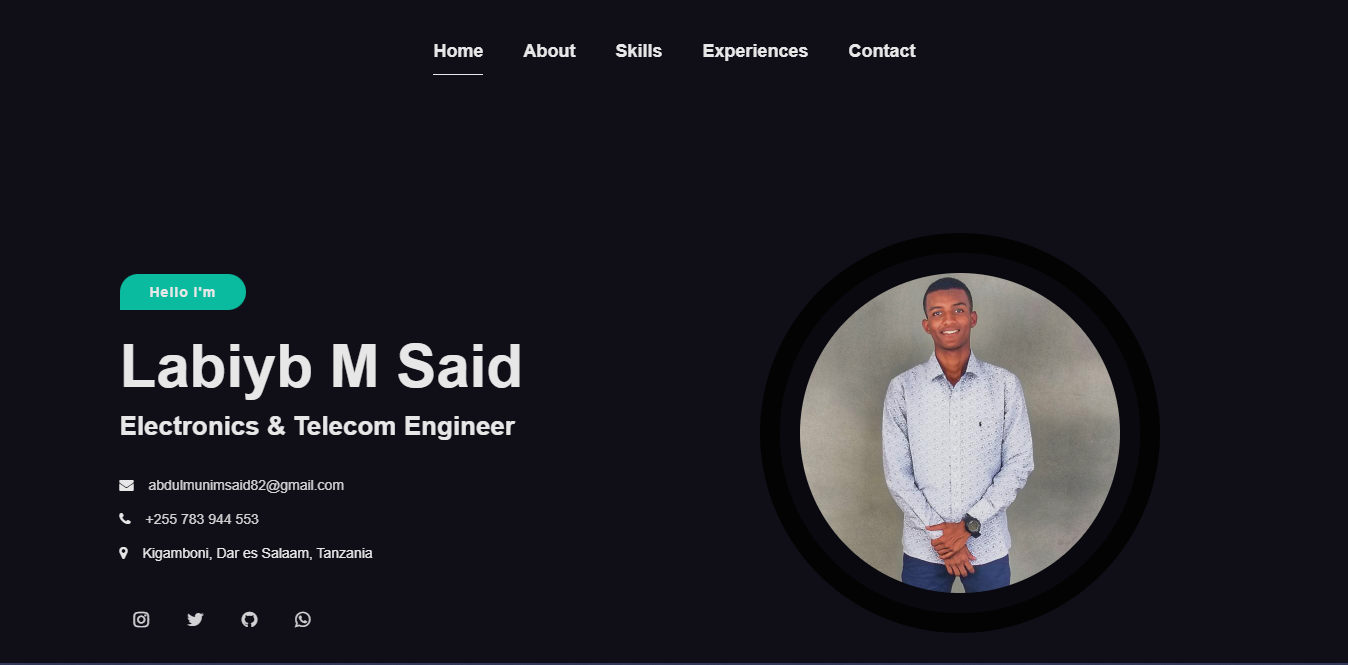 Home About Skills Experiences Contact
Hello I'm
Labiyb M Said
Electronics & Telecom Engineer
abdulmunimsaid82@gmail.com
+255 783 944 553
Kigamboni, Dar es Salaam, Tanzania